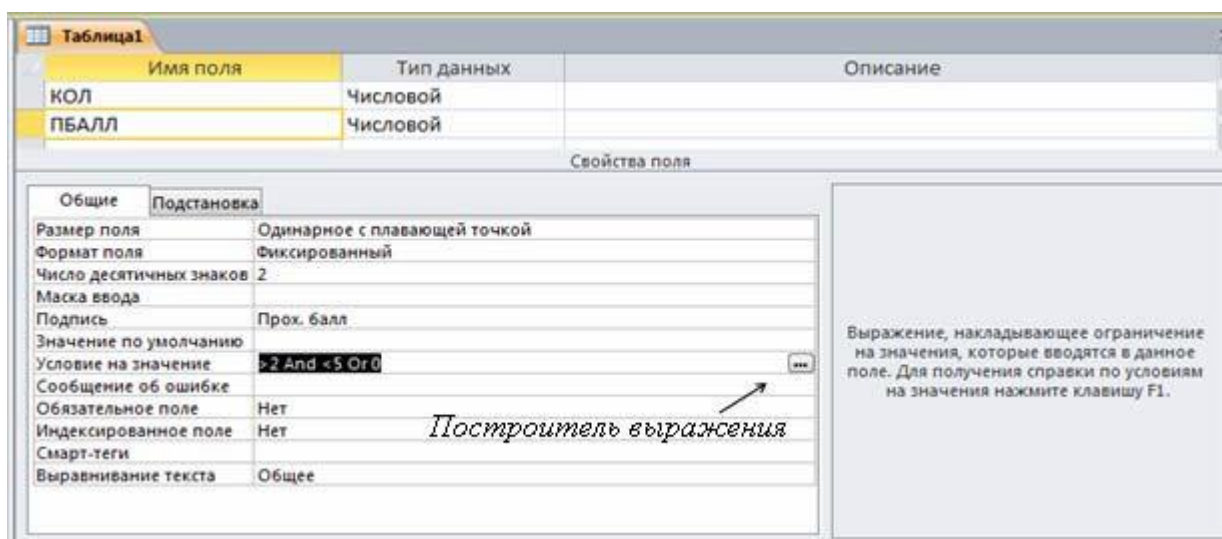 Таблица1
Имя поля Тип данных Описание
КОЛ Числовой
ПБАЛЛ Числовой
Свойства поля
Общие Подстановка
Размер поля Одинарное с плавающей точкой
Формат поля Фиксированный
Число десятичных знаков 2
Маска ввода
Подпись Прох. балл
Значение по умолчанию
Условие на значение >2 And <5 Or 0 ...
Сообщение об ошибке
Обязательное поле Нет
Индексированное поле Нет
Смарт-теги
Выравнивание текста Общее
Построитель выражения
Выражение, накладывающее ограничение
на значения, которые вводятся в данное
поле. Для получения справки по условиям
на значения нажмите клавишу F1.